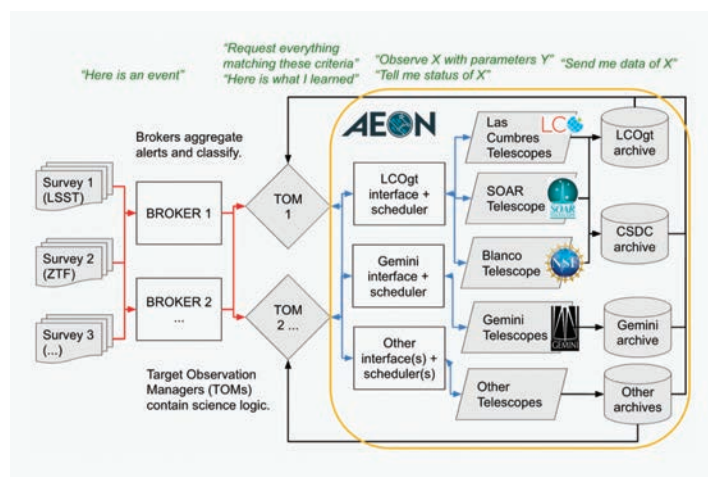 “Here is an event”
“Request everything
matching these criteria”
“Here is what I learned”
“Observe X with parameters Y”
“Tell me status of X”
“Send me data of X”
Brokers aggregate
alerts and classify.
AEON
Survey 1
(LSST)
Survey 2
(ZTF)
Survey 3
(...)
BROKER 1
BROKER 2
...
TOM
1
TOM
2 ...
Target Observation
Managers (TOMs)
contain science logic.
LCOgt
interface +
scheduler
Gemini
interface +
scheduler
Other
interface(s) +
scheduler(s)
Las
Cumbres
Telescopes
LCO
SOAR
Telescope
SOAR
Blanco
Telescope
NSF
Gemini
Telescopes
GEMINI
Other
Telescopes
LCOgt
archive
CSDC
archive
Gemini
archive
Other
archives